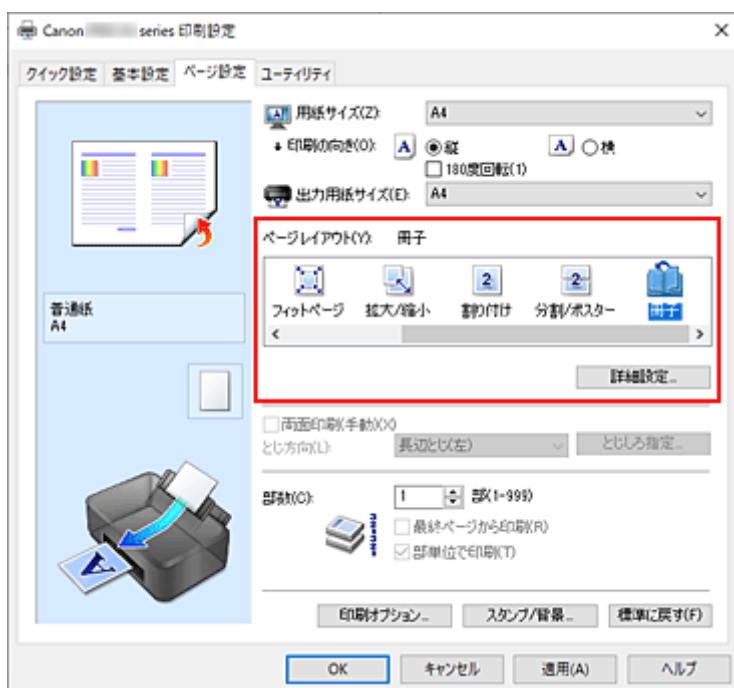 Canon series 印刷設定
クイック設定 基本設定 ページ設定 ユーティリティ
用紙サイズ(Z): A4
印刷の向き(O): A 縦 A 横
180度回転(1)
出力用紙サイズ(E): A4
ページレイアウト(Y): 冊子
フィットページ 拡大/縮小 割り付け 分割/ポスター 冊子
詳細設定...
普通紙
A4
両面印刷(手動)(X)
とじ方向(L): 長辺とじ(左) とじしろ指定...
部数(C): 1 部(1-999)
最終ページから印刷(R)
部単位で印刷(T)
印刷オプション... スタンプ/背景... 標準に戻す(F)
OK キャンセル 適用(A) ヘルプ